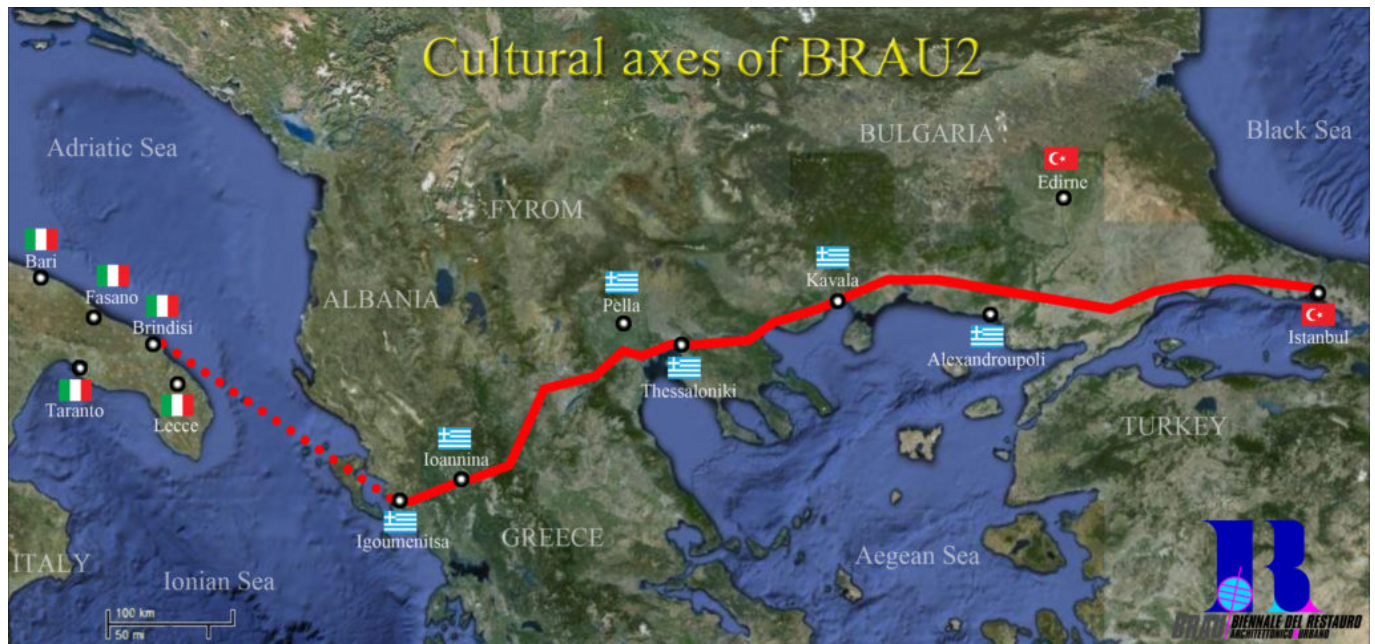 Cultural axes of BRAU2
Adriatic Sea
BULGARIA
Black Sea
Edirne
FYROM
Bari
Fasano
Brindisi
ALBANIA
Pella
Kavala
Istanbul
Alexandroupoli
Thessaloniki
Taranto
Lecce
TURKEY
Ioannina
Igoumenitsa
GREECE
Aegean Sea
ITALY
Ionian Sea
100 km
50 mi
BRAU
BIENNALE DEL RESTAURO
ARCHITETTONICO E URBANO